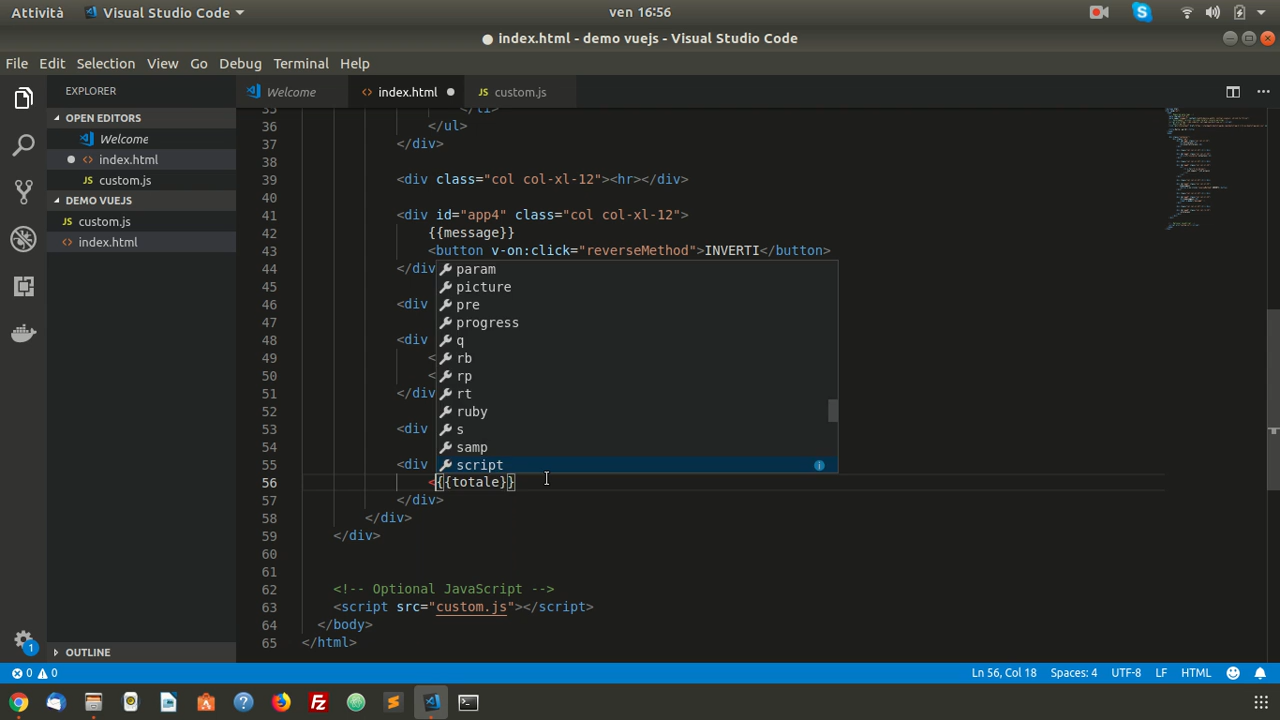 Attività
Visual Studio Code
ven 16:56
index.html - demo vuejs - Visual Studio Code
File Edit Selection View Go Debug Terminal Help
EXPLORER
OPEN EDITORS
Welcome
index.html
JS custom.js
DEMO VUEJS
JS custom.js
index.html
OUTLINE
1
Welcome
index.html
JS custom.js
36 </ul>
37 </div>
38
39 <div class="col col-xl-12"><hr></div>
40
41 <div id="app4" class="col col-xl-12">
42 {{message}}
43 <button v-on:click="reverseMethod">INVERTI</button>
44 </div
45
46 <div
47
48 <div
49 <
50 <
51 </div
52
53 <div
54
55 <div
56 <{{totale}}
57 </div>
58 </div>
59 </div>
60
61
62 <!-- Optional JavaScript -->
63 <script src="custom.js"></script>
64 </body>
65 </html>
param
picture
pre
progress
q
rb
rp
rt
ruby
s
samp
script
0 0
Ln 56, Col 18 Spaces: 4 UTF-8 LF HTML